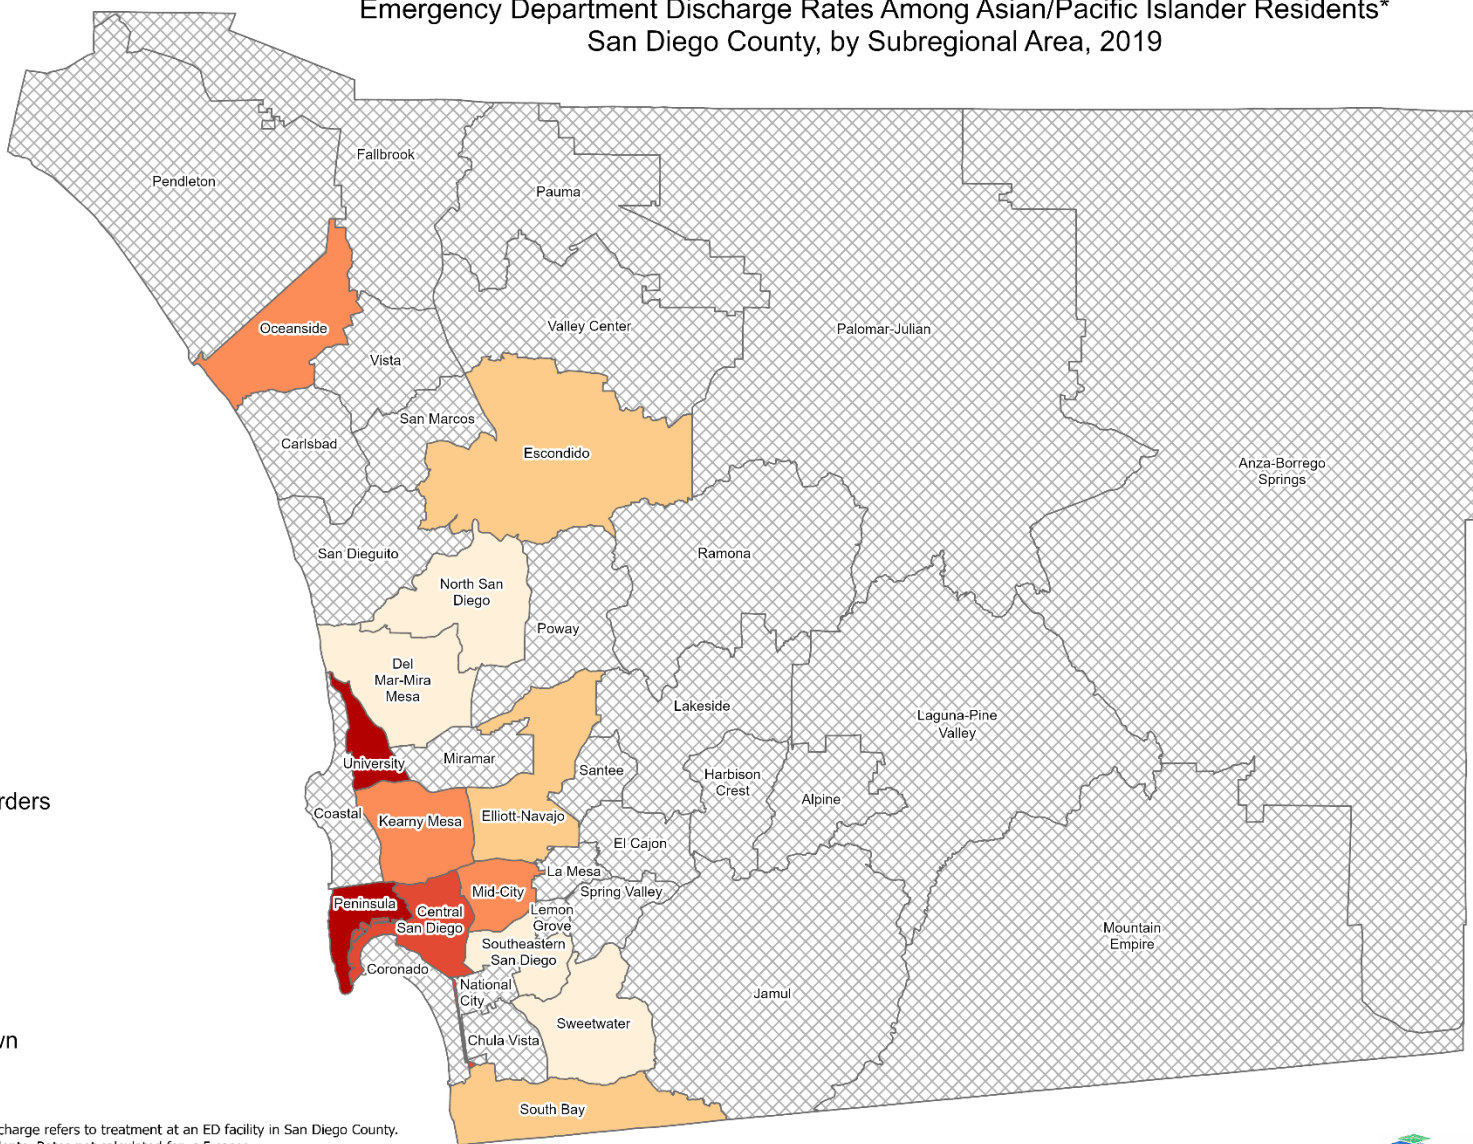 Emergency Department Discharge Rates Among Asian/Pacific Islander Residents*
San Diego County, by Subregional Area, 2019
Fallbrook
Pendleton
Pauma
Oceanside
Valley Center
Palomar-Julian
Vista
San Marcos
Carlsbad
Escondido
Anza-Borrego
Springs
San Dieguito
Ramona
North San
Diego
Poway
Del
Mar-Mira
Mesa
Lakeside
Laguna-Pine
Valley
University
Miramar
Santee
Harbison
Crest
Alpine
rders
Coastal
Kearny Mesa
Elliott-Navajo
El Cajon
La Mesa
Mid-City
Spring Valley
Peninsula
Central
San Diego
Lemon
Grove
Southeastern
San Diego
Mountain
Empire
Coronado
National
City
Jamul
Sweetwater
Chula Vista
wn
South Bay
charge refers to treatment at an ED facility in San Diego County.